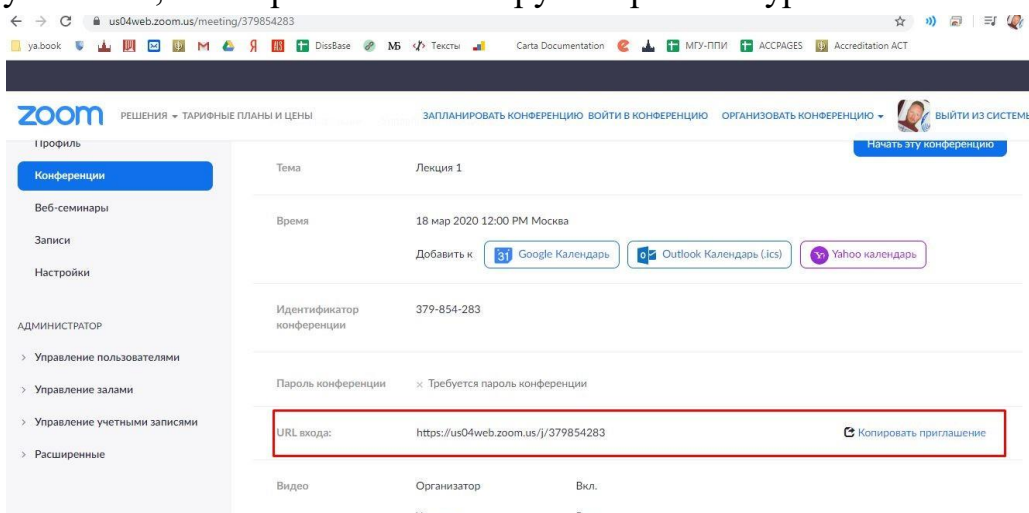 us04web.zoom.us/meeting/379854283
ya.book DissBase МБ Тексты Carta Documentation МГУ-ППИ ACCPAGES Accreditation ACT
zoom РЕШЕНИЯ ТАРИФНЫЕ ПЛАНЫ И ЦЕНЫ ЗАПЛАНИРОВАТЬ КОНФЕРЕНЦИЮ ВОЙТИ В КОНФЕРЕНЦИЮ ОРГАНИЗОВАТЬ КОНФЕРЕНЦИЮ ВЫЙТИ ИЗ СИСТЕМЫ
Профиль Начать эту конференцию
Конференции Тема Лекция 1
Веб-семинары
Время 18 мар 2020 12:00 PM Москва
Записи
Добавить к 31 Google Календарь Outlook Календарь (.ics) Yahoo календарь
Настройки
Идентификатор 379-854-283
конференции
АДМИНИСТРАТОР
> Управление пользователями
Пароль конференции × Требуется пароль конференции
> Управление залами
> Управление учетными записями
URL входа: https://us04web.zoom.us/j/379854283 Копировать приглашение
> Расширенные
Видео Организатор Вкл.